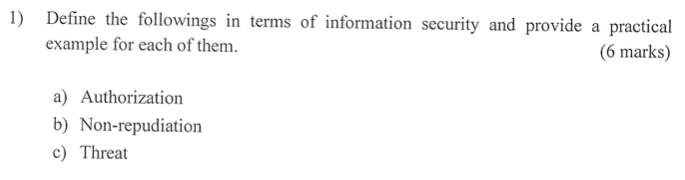 1) Define the followings in terms of information security and provide a practical
example for each of them. (6 marks)
a) Authorization
b) Non-repudiation
c) Threat